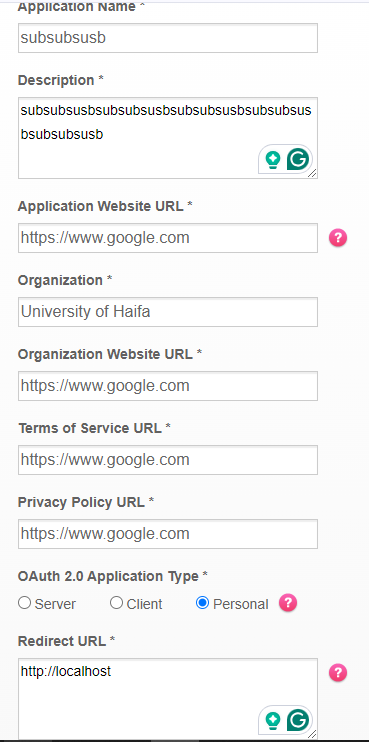 Application Name *
subsubsusb
Description *
subsubsusbsubsubsusbsubsubsusbsubsubsus
bsubsubsusb
Application Website URL *
https://www.google.com
?
Organization *
University of Haifa
Organization Website URL *
https://www.google.com
Terms of Service URL *
https://www.google.com
Privacy Policy URL *
https://www.google.com
OAuth 2.0 Application Type *
Server Client Personal ?
Redirect URL *
http://localhost
?